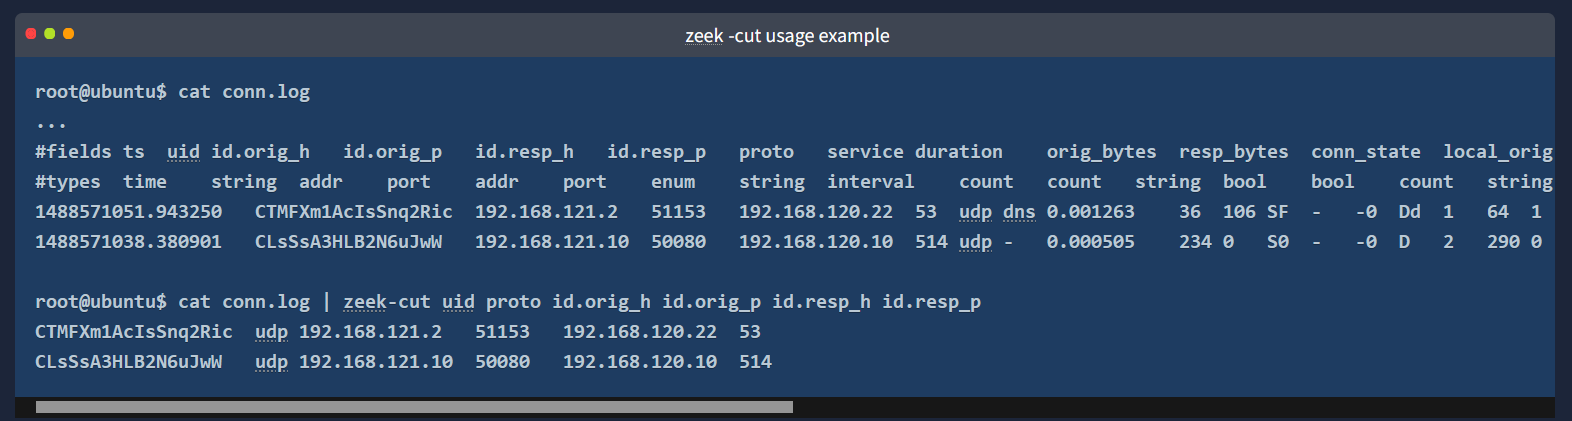 zeek -cut usage example
root@ubuntu$ cat conn.log
...
#fields ts uid id.orig_h id.orig_p id.resp_h id.resp_p proto service duration orig_bytes resp_bytes conn_state local_orig
#types time string addr port addr port enum string interval count count string bool bool count string
1488571051.943250 CTMFXm1AcIsSnq2Ric 192.168.121.2 51153 192.168.120.22 53 udp dns 0.001263 36 106 SF - -0 Dd 1 64 1
1488571038.380901 CLsSsA3HLB2N6uJwW 192.168.121.10 50080 192.168.120.10 514 udp - 0.000505 234 0 S0 - -0 D 2 290 0
root@ubuntu$ cat conn.log | zeek-cut uid proto id.orig_h id.orig_p id.resp_h id.resp_p
CTMFXm1AcIsSnq2Ric udp 192.168.121.2 51153 192.168.120.22 53
CLsSsA3HLB2N6uJwW udp 192.168.121.10 50080 192.168.120.10 514